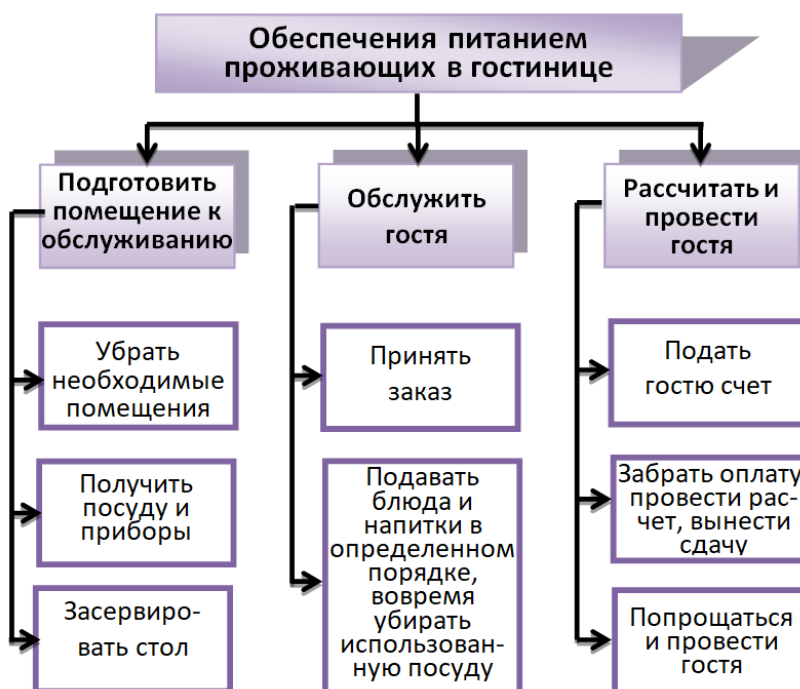 Обеспечения питанием
проживающих в гостинице
Подготовить
помещение к
обслуживанию
Убрать
необходимые
помещения
Получить
посуду и
приборы
Засервиро-
вать стол
Обслужить
гостя
Принять
заказ
Подавать
блюда и
напитки в
определенном
порядке,
вовремя
убирать
использован-
ную посуду
Рассчитать и
провести
гостя
Подать
гостю счет
Забрать оплату
провести рас-
чет, вынести
сдачу
Попрощаться
и провести
гостя